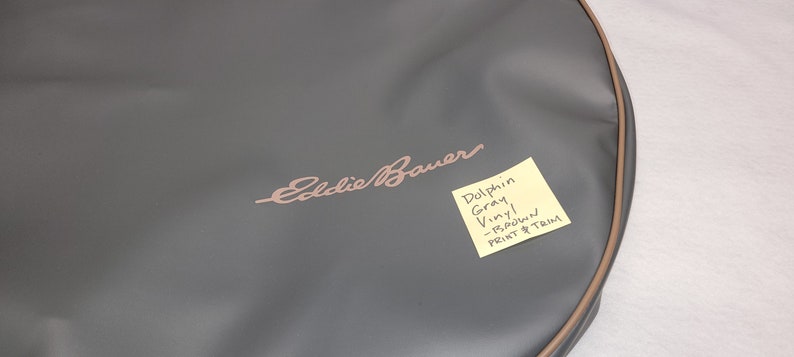 Eddie Bauer
Dolphin
Gray
Vinyl
-BROWN
PRINT & TRIM